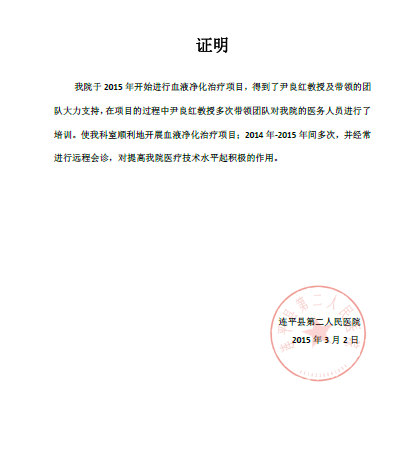 证明
我院于 2015 年开始进行血液净化治疗项目，得到了尹良红教授及带领的团
队大力支持，在项目的过程中尹良红教授多次带领团队对我院的医务人员进行了
培训。使我科室顺利地开展血液净化治疗项目；2014 年-2015 年间多次，并经常
进行远程会诊，对提高我院医疗技术水平起积极的作用。
连平县第二人民医院
2015 年 3 月 2 日